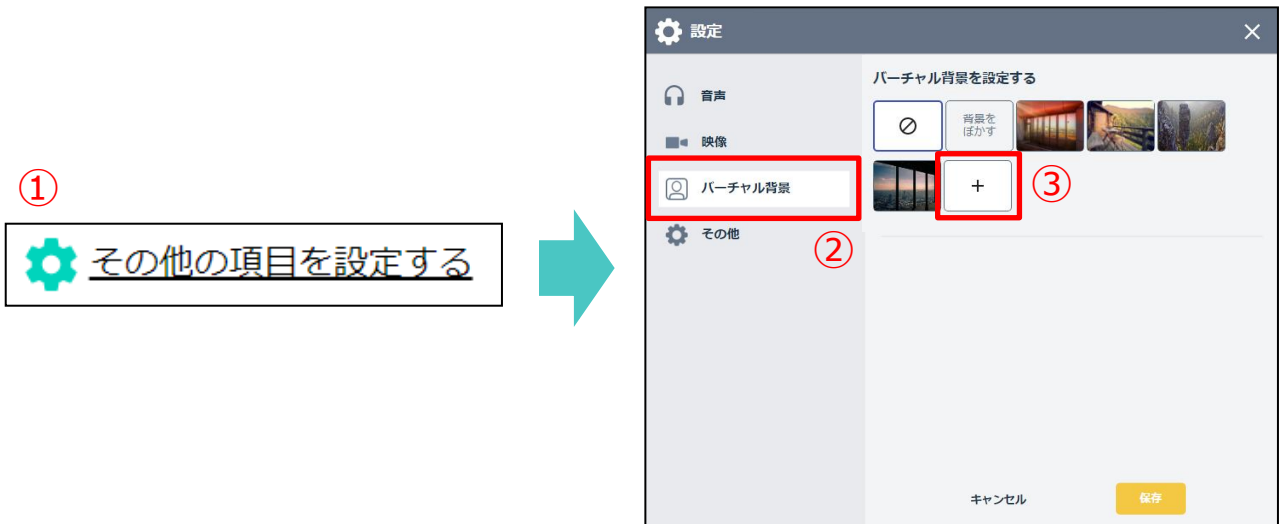 ①
その他の項目を設定する
設定
音声
映像
バーチャル背景
その他
②
バーチャル背景を設定する
背景を
ぼかす
+
③
キャンセル
保存